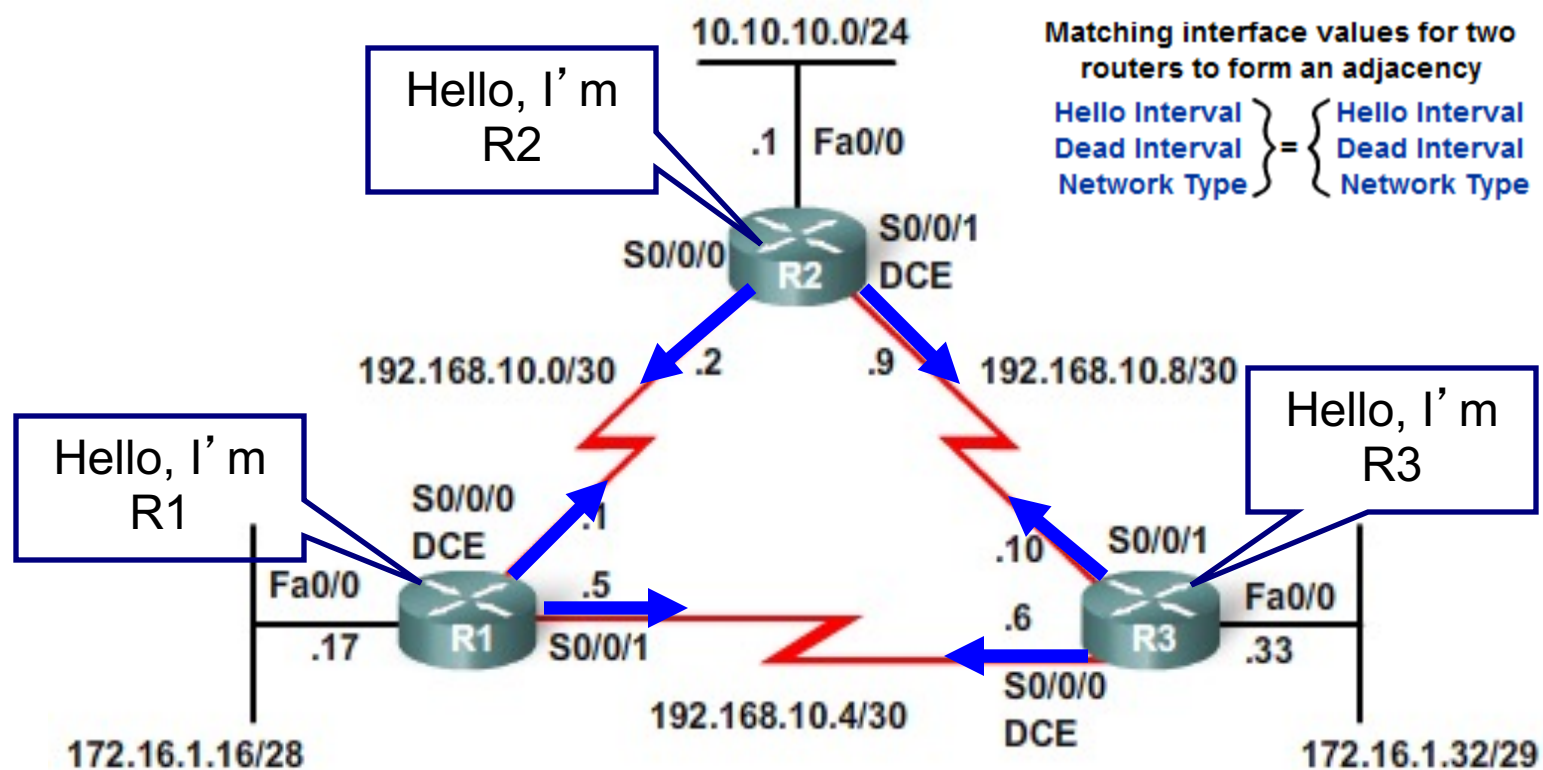 10.10.10.0/24
Matching interface values for two
routers to form an adjacency
Hello Interval
Dead Interval
Network Type
=
Hello Interval
Dead Interval
Network Type
Hello, I’m
R2
.1
Fa0/0
S0/0/0
R2
S0/0/1
DCE
192.168.10.0/30
.2
.9
192.168.10.8/30
Hello, I’m
R1
Hello, I’m
R3
S0/0/0
DCE
.1
.10
S0/0/1
Fa0/0
.17
R1
.5
S0/0/1
.6
R3
Fa0/0
.33
S0/0/0
DCE
192.168.10.4/30
172.16.1.16/28
172.16.1.32/29